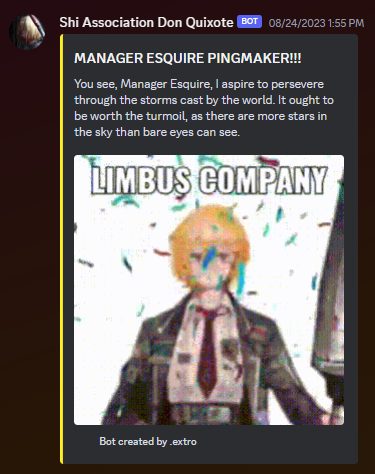 Shi Association Don Quixote BOT 08/24/2023 1:55 PM
MANAGER ESQUIRE PINGMAKER!!!
You see, Manager Esquire, I aspire to persevere
through the storms cast by the world. It ought to
be worth the turmoil, as there are more stars in
the sky than bare eyes can see.
LIMBUS COMPANY
Bot created by .extro